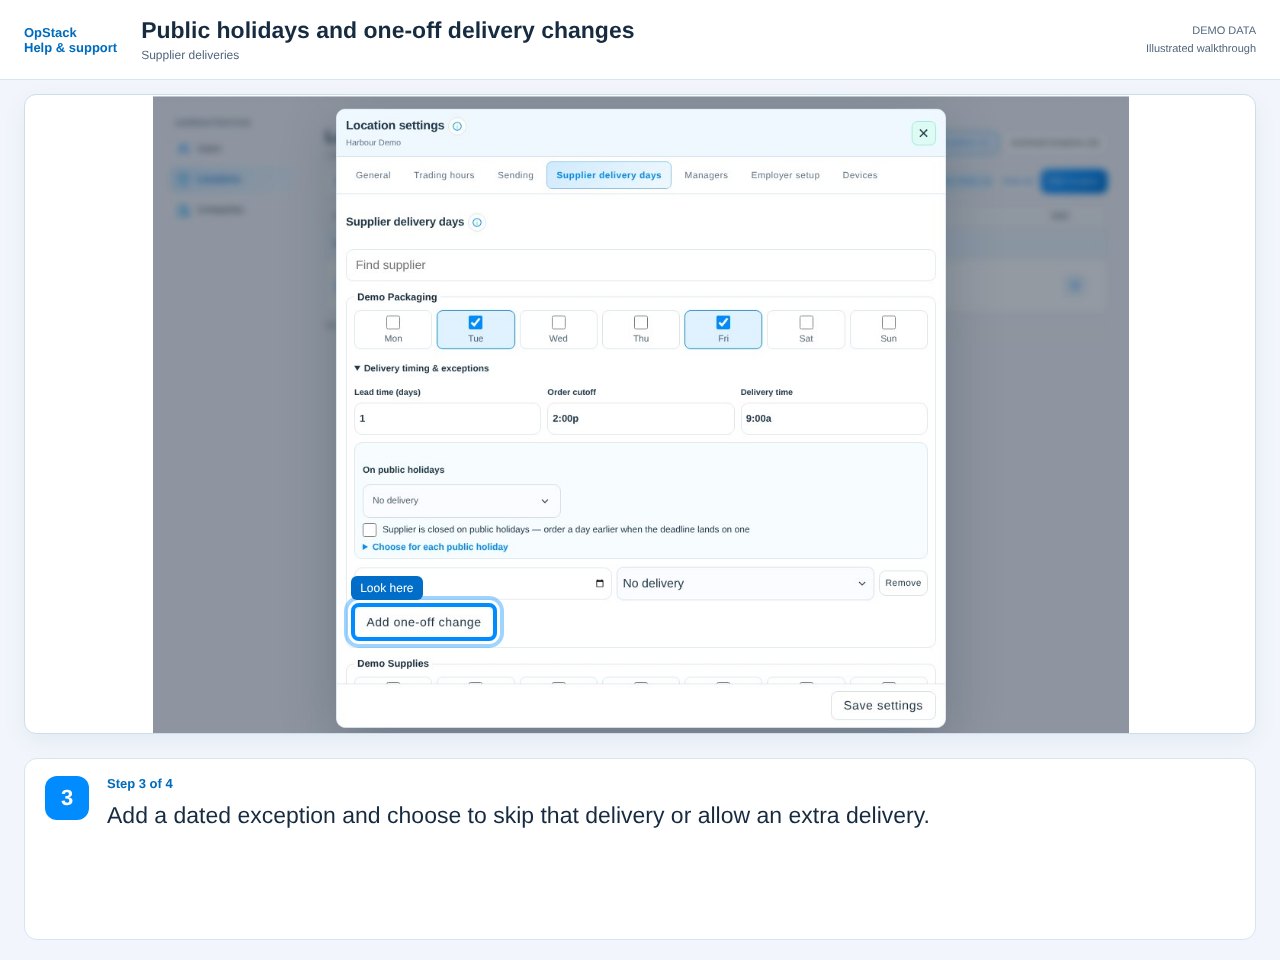 OpStack
Help & support
Public holidays and one-off delivery changes
Supplier deliveries
DEMO DATA
Illustrated walkthrough
Location settings
Harbour Demo
General Trading hours Sending Supplier delivery days Managers Employer setup Devices
Supplier delivery days
Find supplier
Demo Packaging
Mon Tue Wed Thu Fri Sat Sun
Delivery timing & exceptions
Lead time (days) Order cutoff Delivery time
1 2:00p 9:00a
On public holidays
No delivery
Supplier is closed on public holidays — order a day earlier when the deadline lands on one
Choose for each public holiday
No delivery Remove
Look here
Add one-off change
Demo Supplies
Save settings
3
Step 3 of 4
Add a dated exception and choose to skip that delivery or allow an extra delivery.